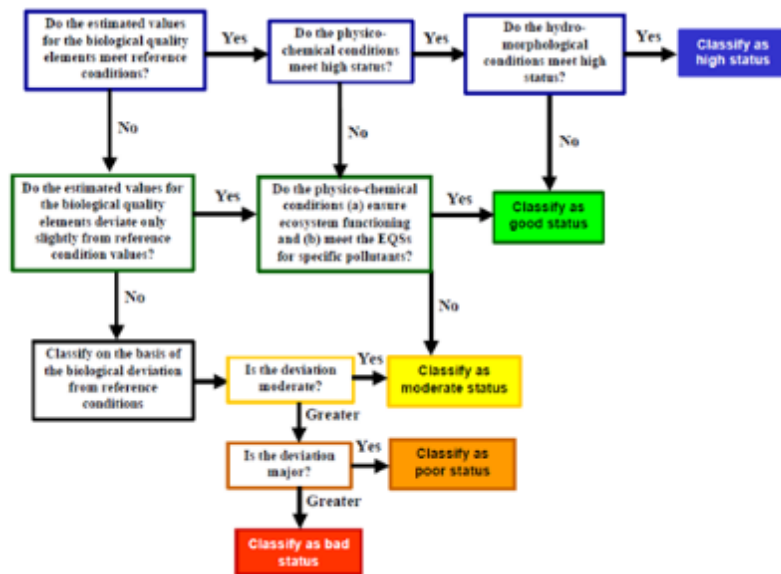 Do the estimated values
for the biological quality
elements meet reference
conditions?
Yes
Do the physico-
chemical conditions
meet high status?
Yes
Do the hydro-
morphological
conditions meet high
status?
Yes
Classify as
high status
No
No
No
Do the estimated values for
the biological quality
elements deviate only
slightly from reference
condition values?
Yes
Do the physico-chemical
conditions (a) ensure
ecosystem functioning
and (b) meet the EQSs
for specific pollutants?
Yes
Classify as
good status
No
No
Classify on the basis of
the biological deviation
from reference
conditions
Is the deviation
moderate?
Yes
Classify as
moderate status
Greater
Is the deviation
major?
Yes
Classify as
poor status
Greater
Classify as bad
status